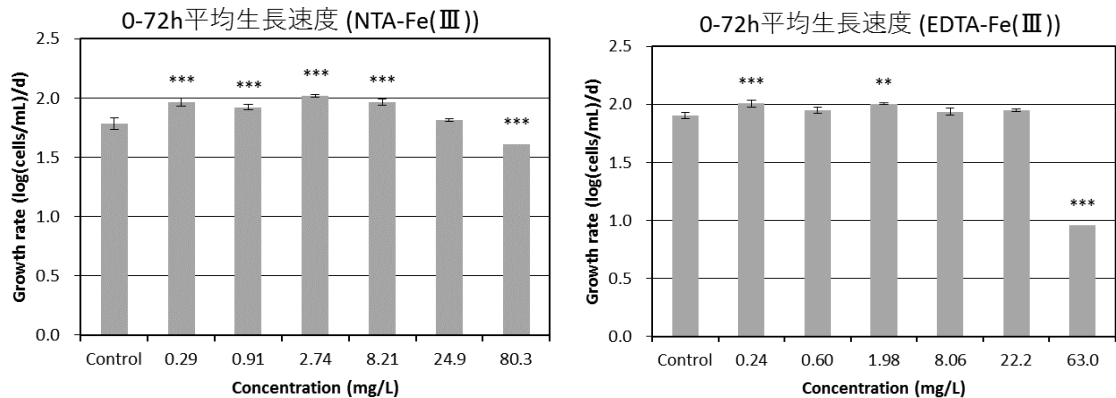 0-72h平均生長速度 (NTA-Fe(Ⅲ))
Growth rate (log(cells/mL)/d)
2.5
2.0
1.5
1.0
0.5
0.0
***
***
***
***
***
Control 0.29 0.91 2.74 8.21 24.9 80.3
Concentration (mg/L)
0-72h平均生長速度 (EDTA-Fe(Ⅲ))
Growth rate (log(cells/mL)/d)
2.5
2.0
1.5
1.0
0.5
0.0
***
**
***
Control 0.24 0.60 1.98 8.06 22.2 63.0
Concentration (mg/L)